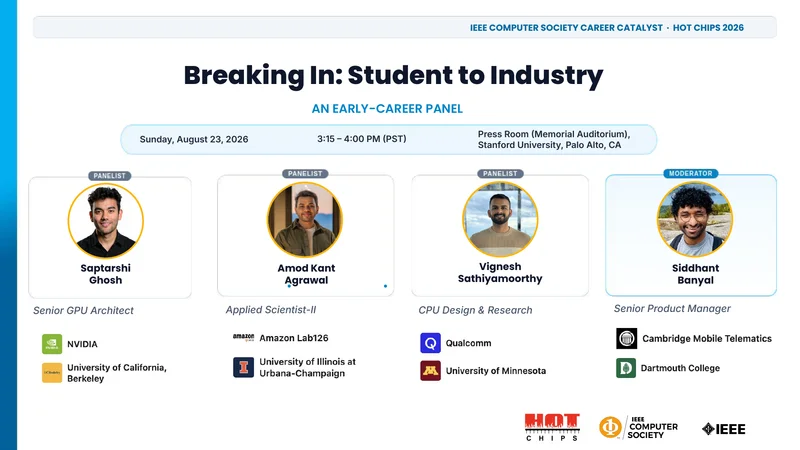 IEEE COMPUTER SOCIETY CAREER CATALYST · HOT CHIPS 2026
Breaking In: Student to Industry
AN EARLY-CAREER PANEL
Sunday, August 23, 2026
3:15 – 4:00 PM (PST)
Press Room (Memorial Auditorium),
Stanford University, Palo Alto, CA
PANELIST
Saptarshi
Ghosh
Senior GPU Architect
NVIDIA
University of California,
Berkeley
PANELIST
Amod Kant
Agrawal
Applied Scientist-II
amazon
Amazon Lab126
I
University of Illinois at
Urbana-Champaign
PANELIST
Vignesh
Sathiyamoorthy
CPU Design & Research
Q
Qualcomm
M
University of Minnesota
MODERATOR
Siddhant
Banyal
Senior Product Manager
Cambridge Mobile Telematics
D
Dartmouth College
HOT
CHIPS
IEEE
COMPUTER
SOCIETY
IEEE